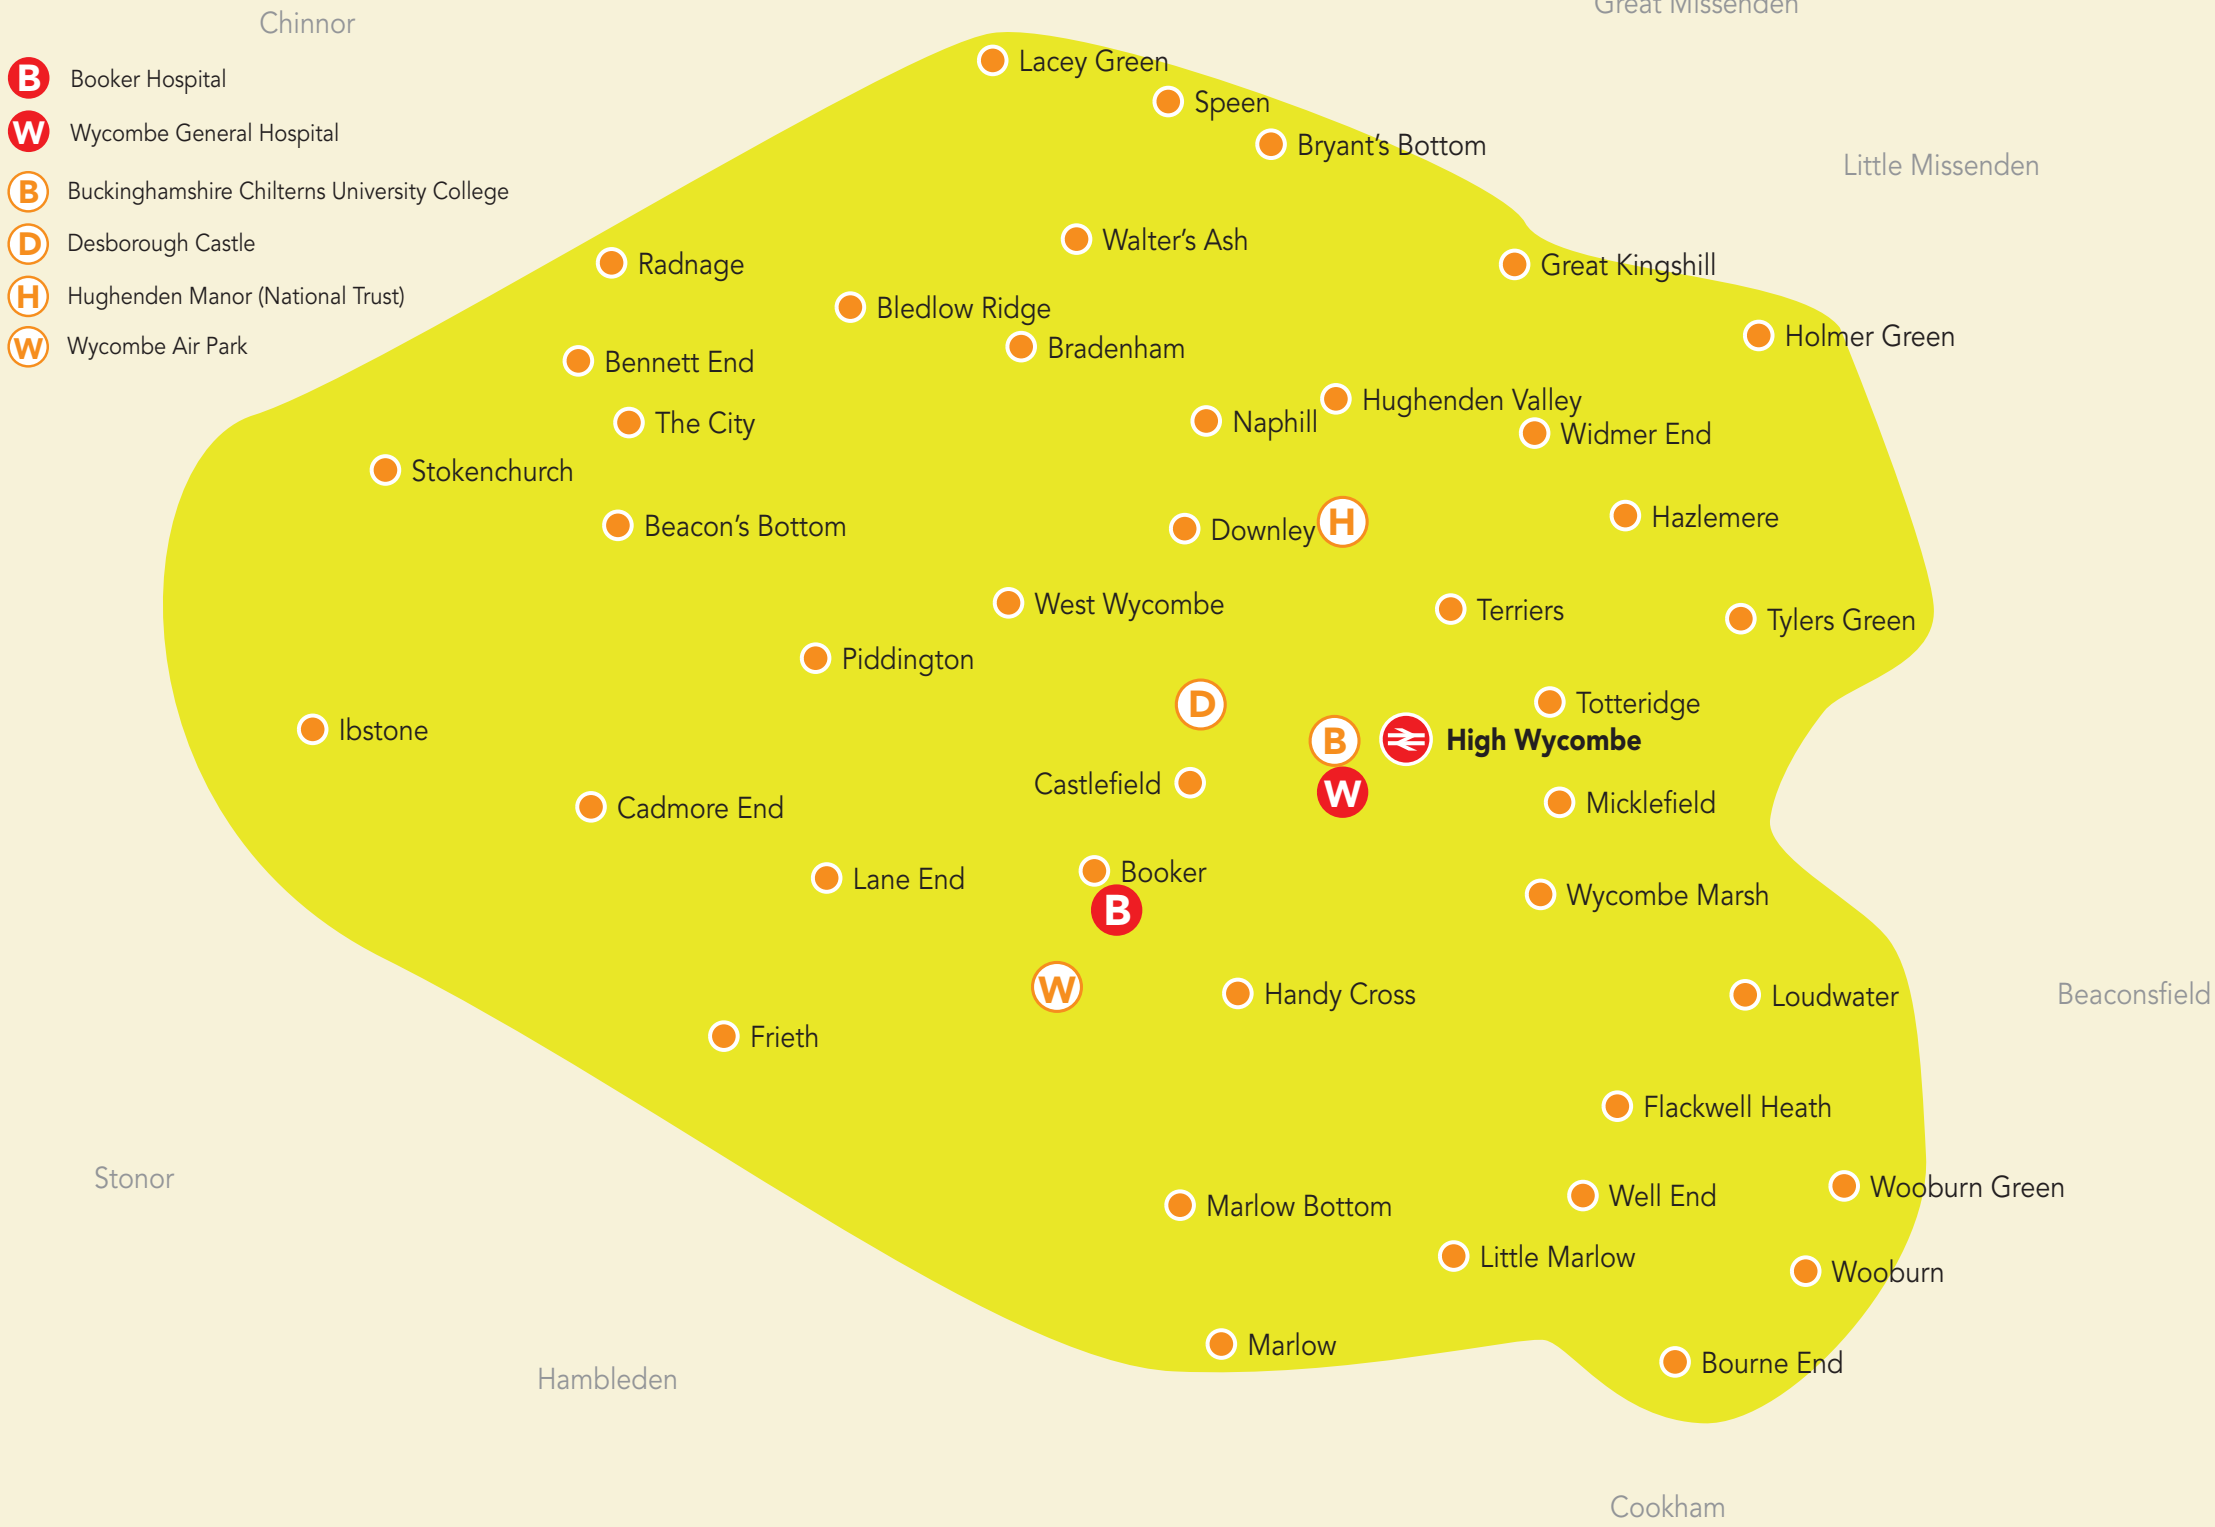 Great Missenden
Chinnor
B Booker Hospital
W Wycombe General Hospital
B Buckinghamshire Chilterns University College
D Desborough Castle
H Hughenden Manor (National Trust)
W Wycombe Air Park
Lacey Green
Speen
Bryant's Bottom
Little Missenden
Walter's Ash
Radnage
Great Kingshill
Bledlow Ridge
Holmer Green
Bradenham
Bennett End
Hughenden Valley
Naphill
The City
Widmer End
Stokenchurch
Hazlemere
Beacon's Bottom
Downley
H
West Wycombe
Terriers
Tylers Green
Piddington
D
Totteridge
Ibstone
B
High Wycombe
Castlefield
W
Micklefield
Cadmore End
Booker
Lane End
B
Wycombe Marsh
W
Handy Cross
Loudwater
Beaconsfield
Frieth
Flackwell Heath
Stonor
Wooburn Green
Well End
Marlow Bottom
Little Marlow
Wooburn
Marlow
Bourne End
Hambleden
Cookham